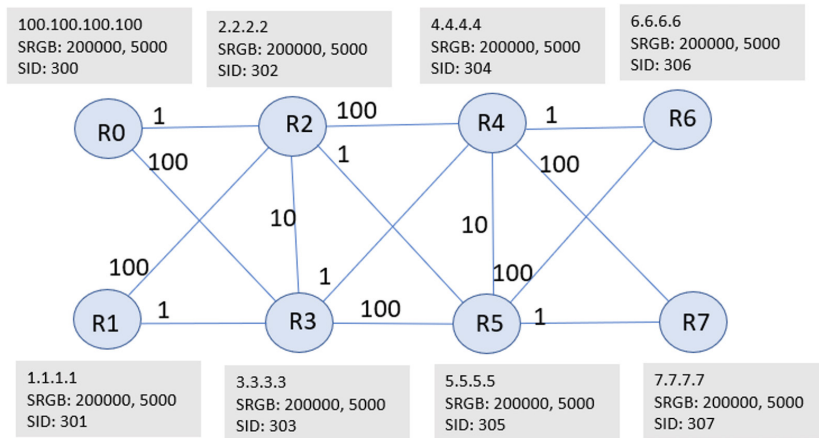 100.100.100.100
SRGB: 200000, 5000
SID: 300
2.2.2.2
SRGB: 200000, 5000
SID: 302
4.4.4.4
SRGB: 200000, 5000
SID: 304
6.6.6.6
SRGB: 200000, 5000
SID: 306
R0
1
R2
100
R4
1
R6
100
1
100
10
10
100
1
100
R1
1
R3
100
R5
1
R7
1.1.1.1
SRGB: 200000, 5000
SID: 301
3.3.3.3
SRGB: 200000, 5000
SID: 303
5.5.5.5
SRGB: 200000, 5000
SID: 305
7.7.7.7
SRGB: 200000, 5000
SID: 307